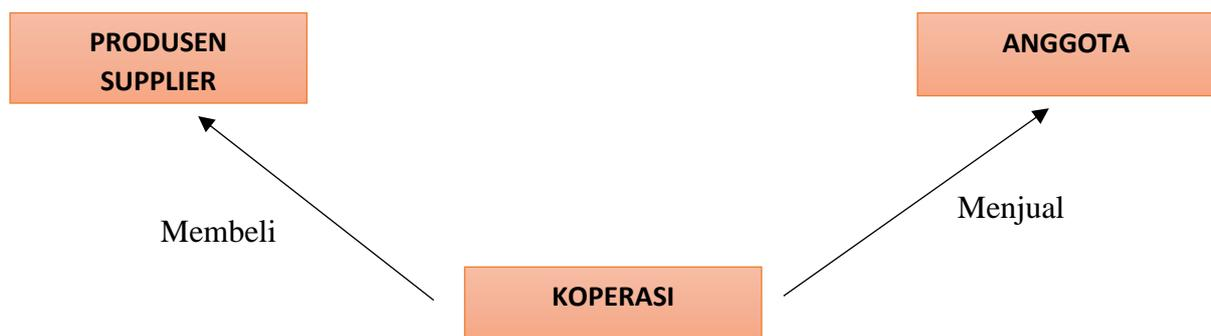 PRODUSEN
SUPPLIER
ANGGOTA
Membeli
Menjual
KOPERASI